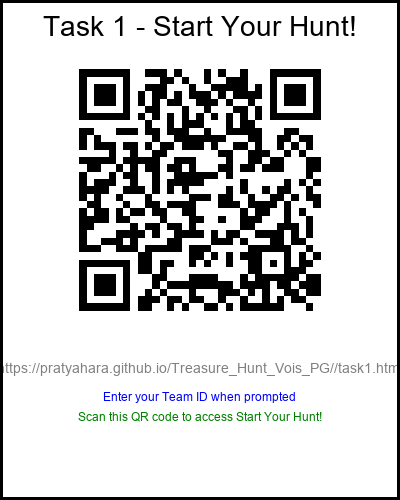 Task 1 - Start Your Hunt!
https://pratyahara.github.io/Treasure_Hunt_Vois_PG//task1.htm
Enter your Team ID when prompted
Scan this QR code to access Start Your Hunt!